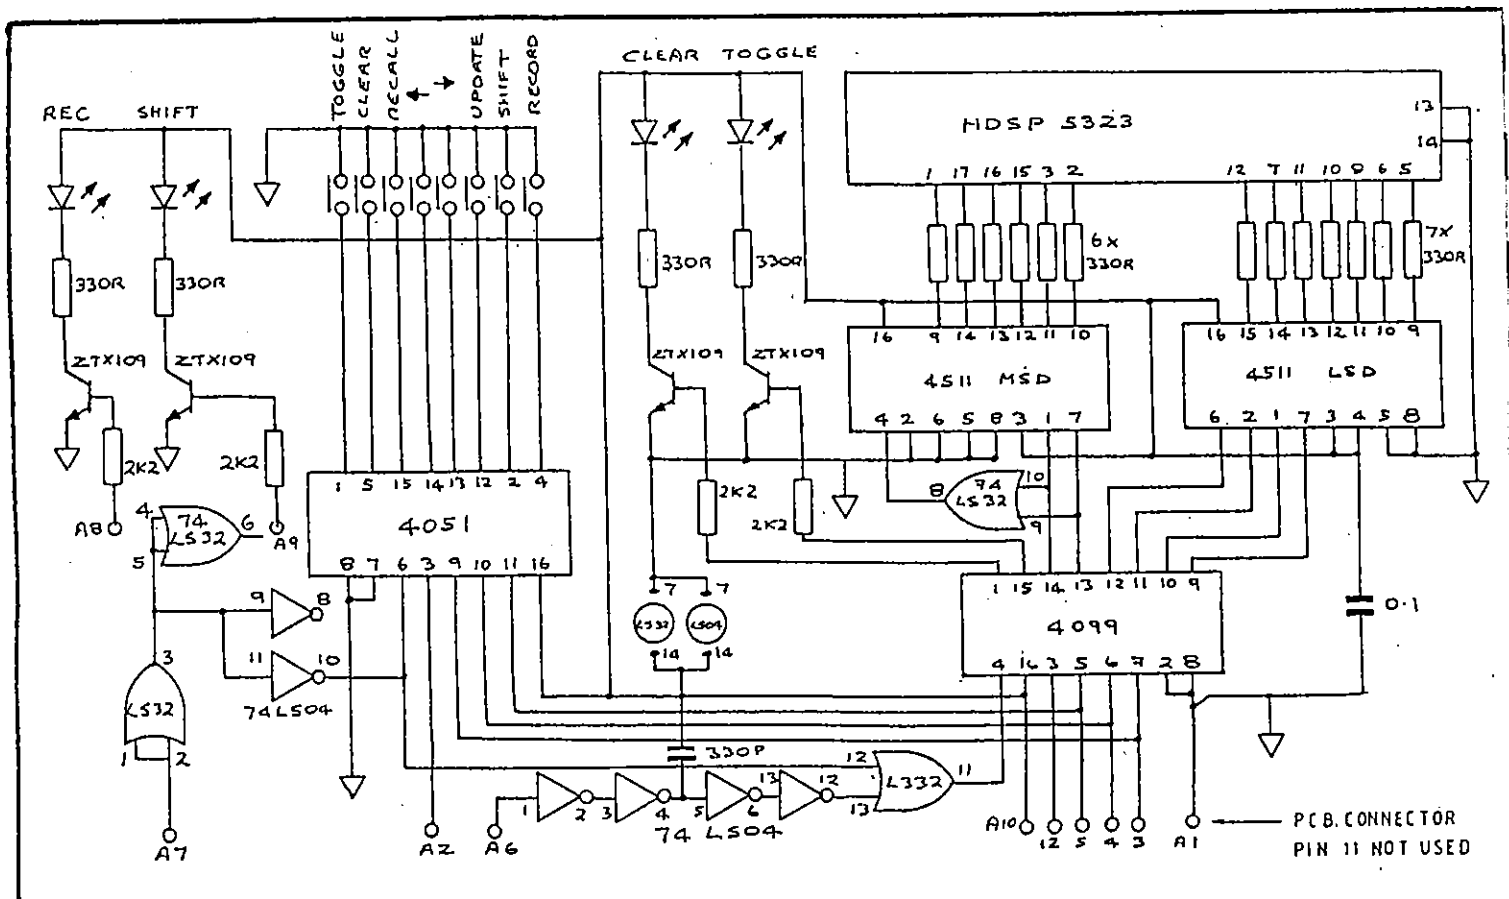 CLEAR TOGGLE
TOGGLE
CLEAR
RECALL
UPDATE
SHIFT
RECORD
REC SHIFT
HDSP 5323
13
14
1 17 16 15 3 2
12 7 11 10 8 6 5
330R 330R
330R 330R
6X
330R
7X
330R
16 9 14 13 12 11 10
4511 MSD
4 2 6 5 8 3 1 7
16 15 14 13 12 11 10 9
4511 LSD
6 2 1 7 3 4 5 8
ZTX109 ZTX109
ZTX109 ZTX109
2K2 2K2
2K2
2K2
A8 A9
4
5
74
LS32
6
1 5 15 14 13 12 2 4
4051
8 7 6 3 9 10 11 16
8
74
LS32
10
9
1 15 14 13 12 11 10 9
4099
4 16 3 5 6 7 2 8
0.1
9 8
11 10
74LS04
3
LS32
1 2
A7
7 7
LS32 LS04
14 14
330P
12
13
L332
11
1 2 3 4 5 6 13 12
74 LS04
A2 A6
A10 12 5 4 3 A1
PCB. CONNECTOR
PIN 11 NOT USED